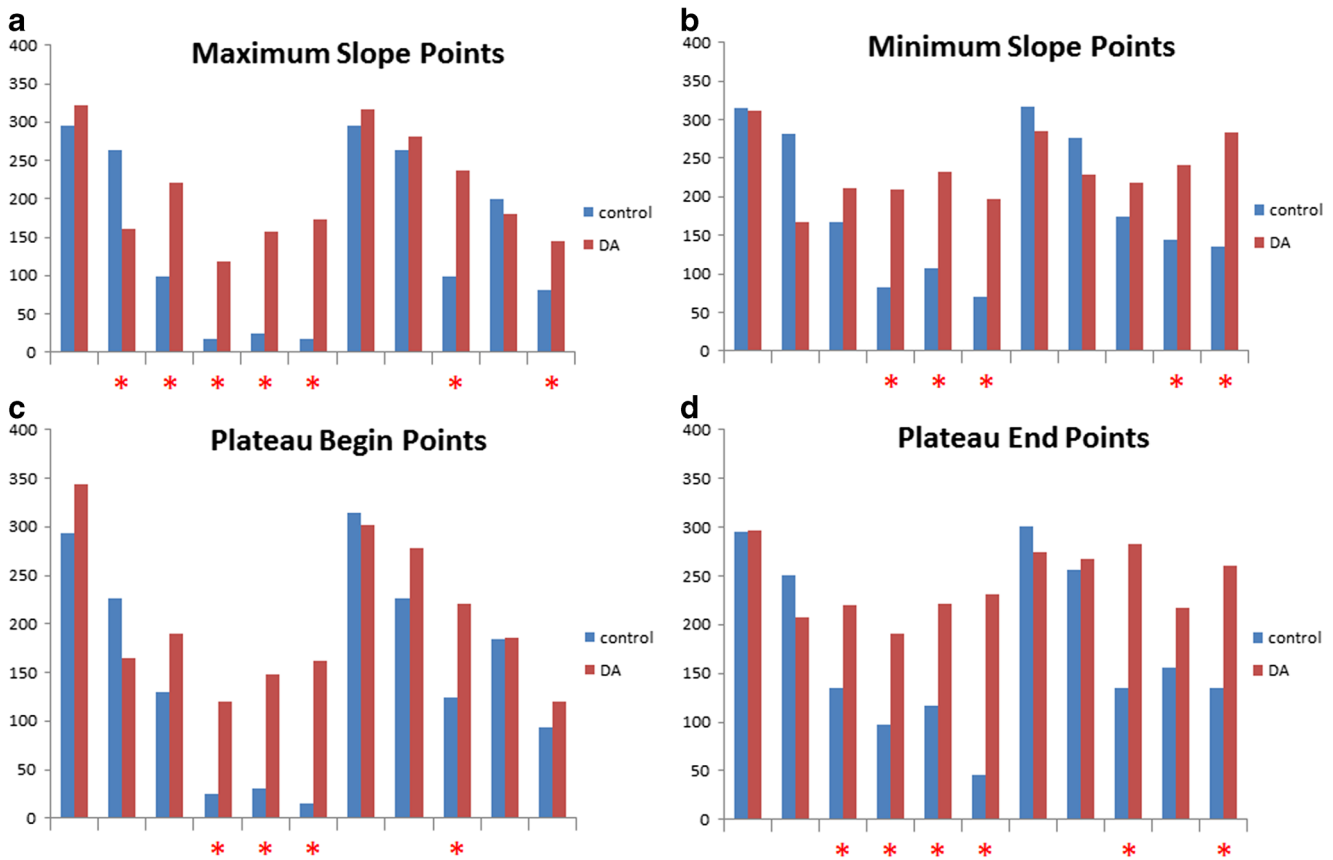 a
Maximum Slope Points
400
350
300
250
200
150
100
50
0
control
DA
* * * * * * *
b
Minimum Slope Points
400
350
300
250
200
150
100
50
0
control
DA
* * * * *
c
Plateau Begin Points
400
350
300
250
200
150
100
50
0
control
DA
* * * *
d
Plateau End Points
400
350
300
250
200
150
100
50
0
control
DA
* * * * * *